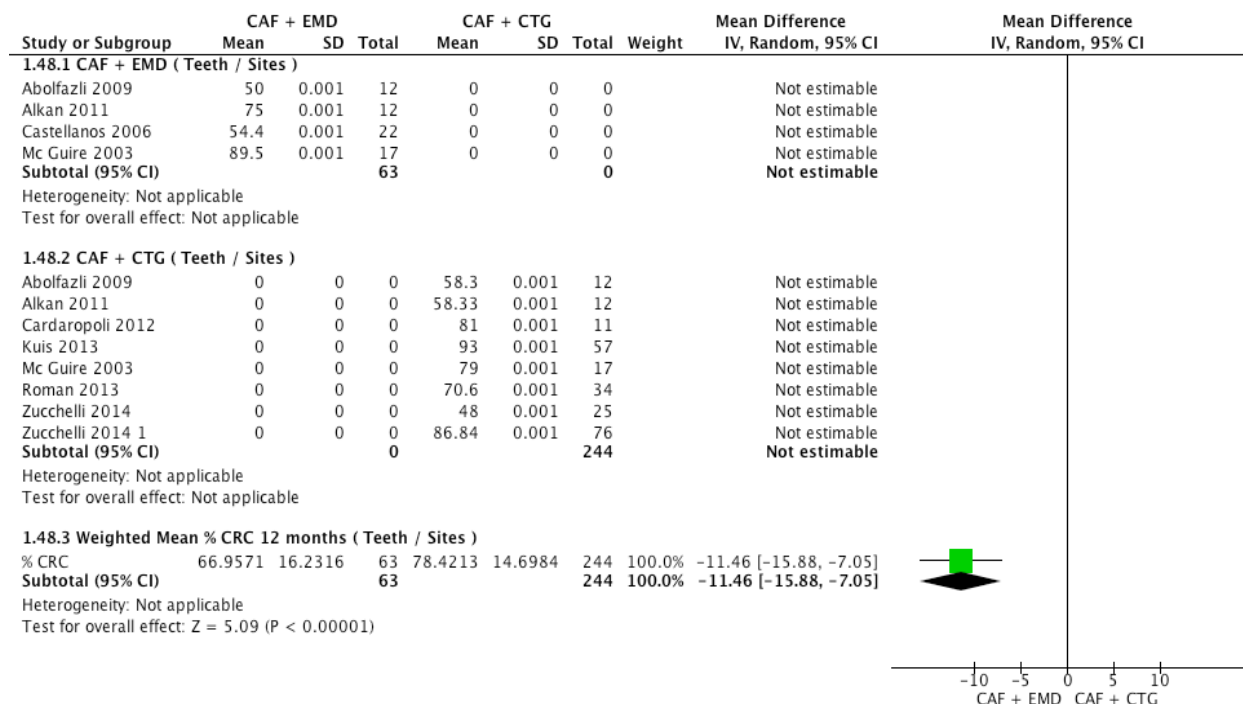 CAF + EMD CAF + CTG Mean Difference Mean Difference
Study or Subgroup Mean SD Total Mean SD Total Weight IV, Random, 95% CI IV, Random, 95% CI
1.48.1 CAF + EMD ( Teeth / Sites )
Abolfazli 2009 50 0.001 12 0 0 0 Not estimable
Alkan 2011 75 0.001 12 0 0 0 Not estimable
Castellanos 2006 54.4 0.001 22 0 0 0 Not estimable
Mc Guire 2003 89.5 0.001 17 0 0 0 Not estimable
Subtotal (95% CI) 63 0 Not estimable
Heterogeneity: Not applicable
Test for overall effect: Not applicable
1.48.2 CAF + CTG ( Teeth / Sites )
Abolfazli 2009 0 0 0 58.3 0.001 12 Not estimable
Alkan 2011 0 0 0 58.33 0.001 12 Not estimable
Cardaropoli 2012 0 0 0 81 0.001 11 Not estimable
Kuis 2013 0 0 0 93 0.001 57 Not estimable
Mc Guire 2003 0 0 0 79 0.001 17 Not estimable
Roman 2013 0 0 0 70.6 0.001 34 Not estimable
Zucchelli 2014 0 0 0 48 0.001 25 Not estimable
Zucchelli 2014 1 0 0 0 86.84 0.001 76 Not estimable
Subtotal (95% CI) 0 244 Not estimable
Heterogeneity: Not applicable
Test for overall effect: Not applicable
1.48.3 Weighted Mean % CRC 12 months ( Teeth / Sites )
% CRC 66.9571 16.2316 63 78.4213 14.6984 244 100.0% -11.46 [-15.88, -7.05]
Subtotal (95% CI) 63 244 100.0% -11.46 [-15.88, -7.05]
Heterogeneity: Not applicable
Test for overall effect: Z = 5.09 (P < 0.00001)
-10 -5 0 5 10
CAF + EMD CAF + CTG